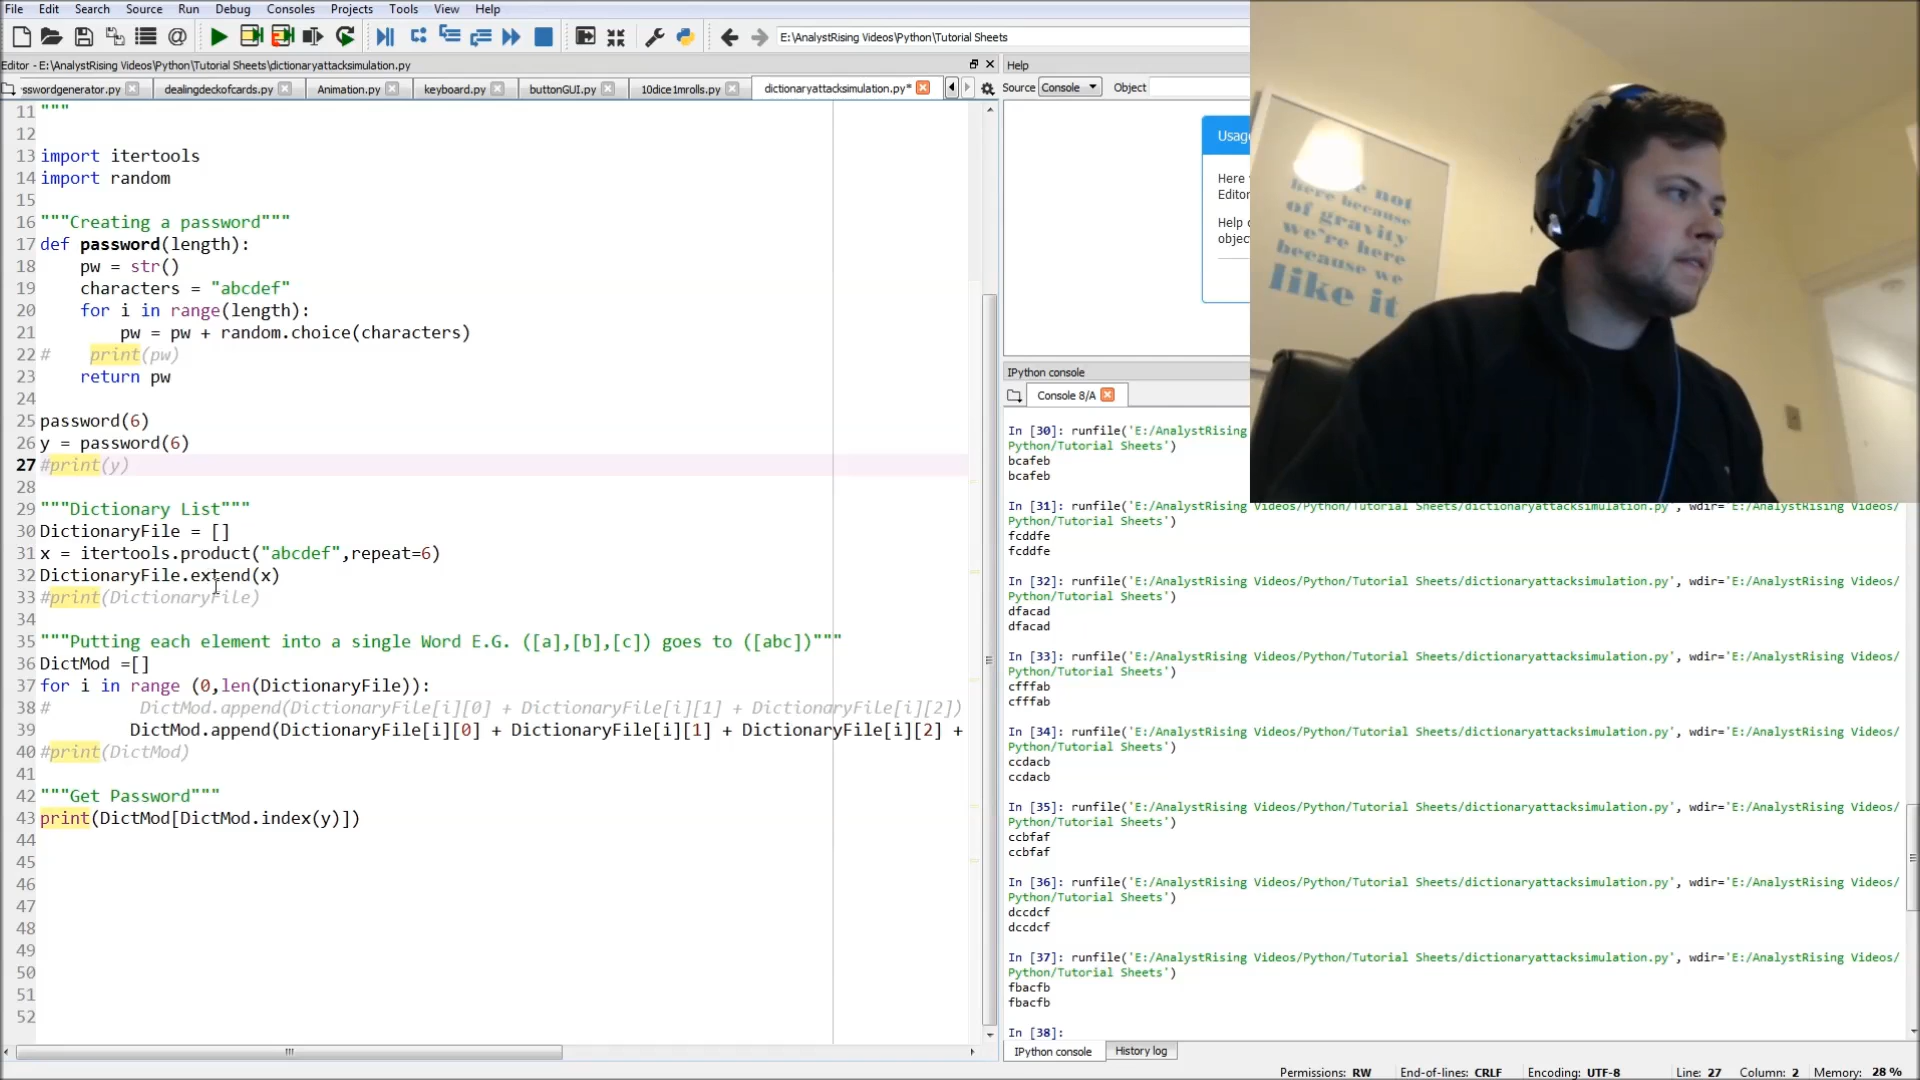 File Edit Search Source Run Debug Consoles Projects Tools View Help
E:\AnalystRising Videos\Python\Tutorial Sheets
Editor - E:\AnalystRising Videos\Python\Tutorial Sheets\dictionaryattacksimulation.py
sswordgenerator.py dealingdeckofcards.py Animation.py keyboard.py buttonGUI.py 10dice1mrolls.py dictionaryattacksimulation.py*
11 """
12
13 import itertools
14 import random
15
16 """Creating a password"""
17 def password(length):
18 pw = str()
19 characters = "abcdef"
20 for i in range(length):
21 pw = pw + random.choice(characters)
22 # print(pw)
23 return pw
24
25 password(6)
26 y = password(6)
27 #print(y)
28
29 """Dictionary List"""
30 DictionaryFile = []
31 x = itertools.product("abcdef",repeat=6)
32 DictionaryFile.extend(x)
33 #print(DictionaryFile)
34
35 """Putting each element into a single Word E.G. ([a],[b],[c]) goes to ([abc])"""
36 DictMod =[]
37 for i in range (0,len(DictionaryFile)):
38 # DictMod.append(DictionaryFile[i][0] + DictionaryFile[i][1] + DictionaryFile[i][2])
39 DictMod.append(DictionaryFile[i][0] + DictionaryFile[i][1] + DictionaryFile[i][2] +
40 #print(DictMod)
41
42 """Get Password"""
43 print(DictMod[DictMod.index(y)])
44
45
46
47
48
49
50
51
52
Help
Source Console Object
Usag
Here
Editor
Help
objec
here because
of gravity
we're here
because we
like it
IPython console
Console 8/A
In [30]: runfile('E:/AnalystRising
Python/Tutorial Sheets')
bcafeb
bcafeb
In [31]: runfile('E:/AnalystRising Videos/Python/Tutorial Sheets/dictionaryattacksimulation.py', wdir='E:/AnalystRising Videos/
Python/Tutorial Sheets')
fcddfe
fcddfe
In [32]: runfile('E:/AnalystRising Videos/Python/Tutorial Sheets/dictionaryattacksimulation.py', wdir='E:/AnalystRising Videos/
Python/Tutorial Sheets')
dfacad
dfacad
In [33]: runfile('E:/AnalystRising Videos/Python/Tutorial Sheets/dictionaryattacksimulation.py', wdir='E:/AnalystRising Videos/
Python/Tutorial Sheets')
cfffab
cfffab
In [34]: runfile('E:/AnalystRising Videos/Python/Tutorial Sheets/dictionaryattacksimulation.py', wdir='E:/AnalystRising Videos/
Python/Tutorial Sheets')
ccdacb
ccdacb
In [35]: runfile('E:/AnalystRising Videos/Python/Tutorial Sheets/dictionaryattacksimulation.py', wdir='E:/AnalystRising Videos/
Python/Tutorial Sheets')
ccbfaf
ccbfaf
In [36]: runfile('E:/AnalystRising Videos/Python/Tutorial Sheets/dictionaryattacksimulation.py', wdir='E:/AnalystRising Videos/
Python/Tutorial Sheets')
dccdcf
dccdcf
In [37]: runfile('E:/AnalystRising Videos/Python/Tutorial Sheets/dictionaryattacksimulation.py', wdir='E:/AnalystRising Videos/
Python/Tutorial Sheets')
fbacfb
fbacfb
In [38]:
IPython console History log
Permissions: RW End-of-lines: CRLF Encoding: UTF-8 Line: 27 Column: 2 Memory: 28 %